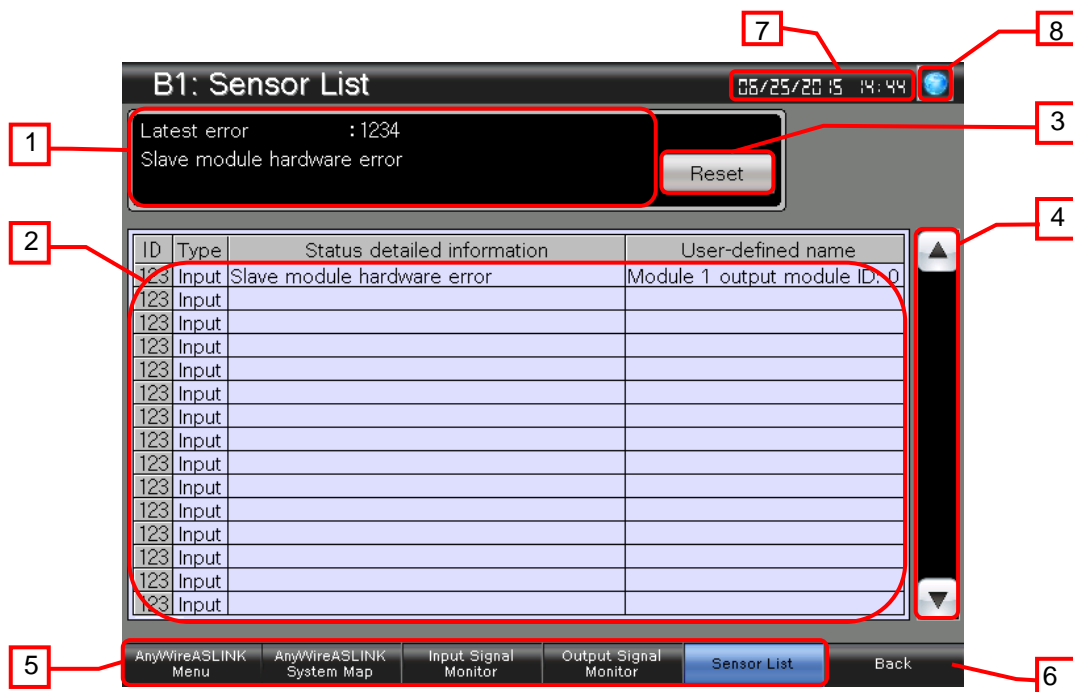 7
8
B1: Sensor List
06/25/2015 14:44
1
Latest error :1234
3
Slave module hardware error
Reset
4
2
ID Type Status detailed information User-defined name
123 Input Slave module hardware error Module 1 output module ID: 0
123 Input
123 Input
123 Input
123 Input
123 Input
123 Input
123 Input
123 Input
123 Input
123 Input
123 Input
123 Input
123 Input
123 Input
5
AnyWireASLINK Menu
AnyWireASLINK System Map
Input Signal Monitor
Output Signal Monitor
Sensor List
Back
6